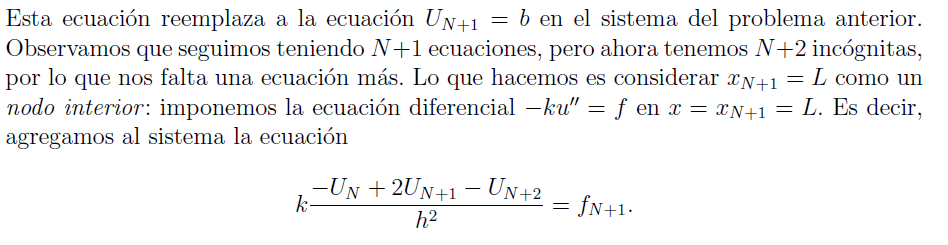 Esta ecuación reemplaza a la ecuación $U_{N+1} = b$ en el sistema del problema anterior.
Observamos que seguimos teniendo $N+1$ ecuaciones, pero ahora tenemos $N+2$ incógnitas,
por lo que nos falta una ecuación más. Lo que hacemos es considerar $x_{N+1} = L$ como un
nodo interior: imponemos la ecuación diferencial $-ku'' = f$ en $x = x_{N+1} = L$. Es decir,
agregamos al sistema la ecuación
$k\frac{-U_N + 2U_{N+1} - U_{N+2}}{h^2} = f_{N+1}.$